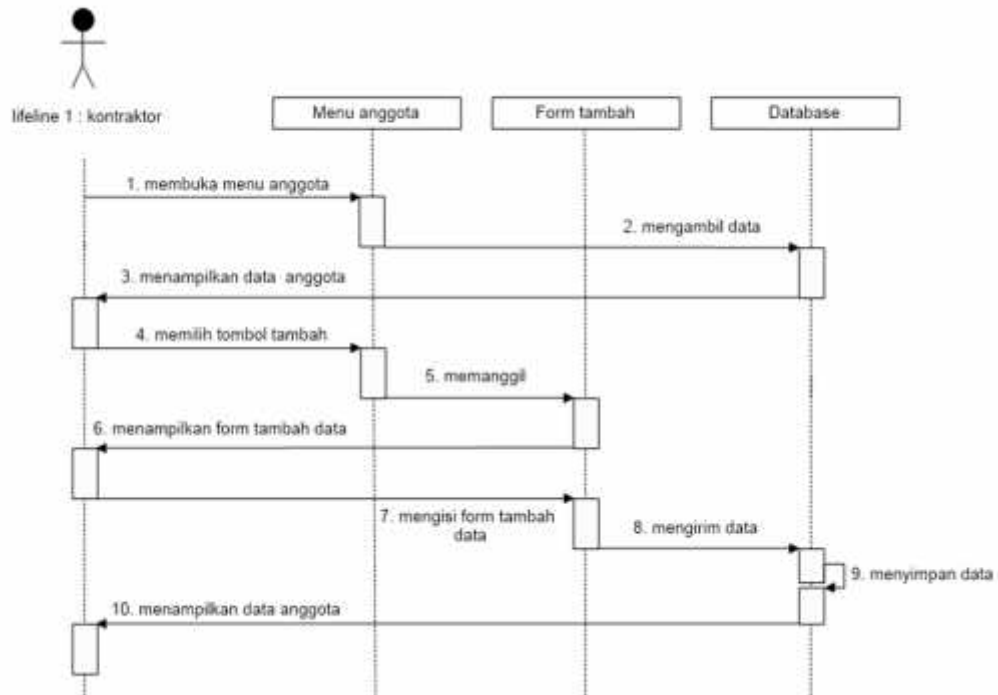 lifeline 1 : kontraktor
Menu anggota
Form tambah
Database
1. membuka menu anggota
2. mengambil data
3. menampilkan data anggota
4. memilih tombol tambah
5. memanggil
6. menampilkan form tambah data
7. mengisi form tambah
data
8. mengirim data
9. menyimpan data
10. menampilkan data anggota